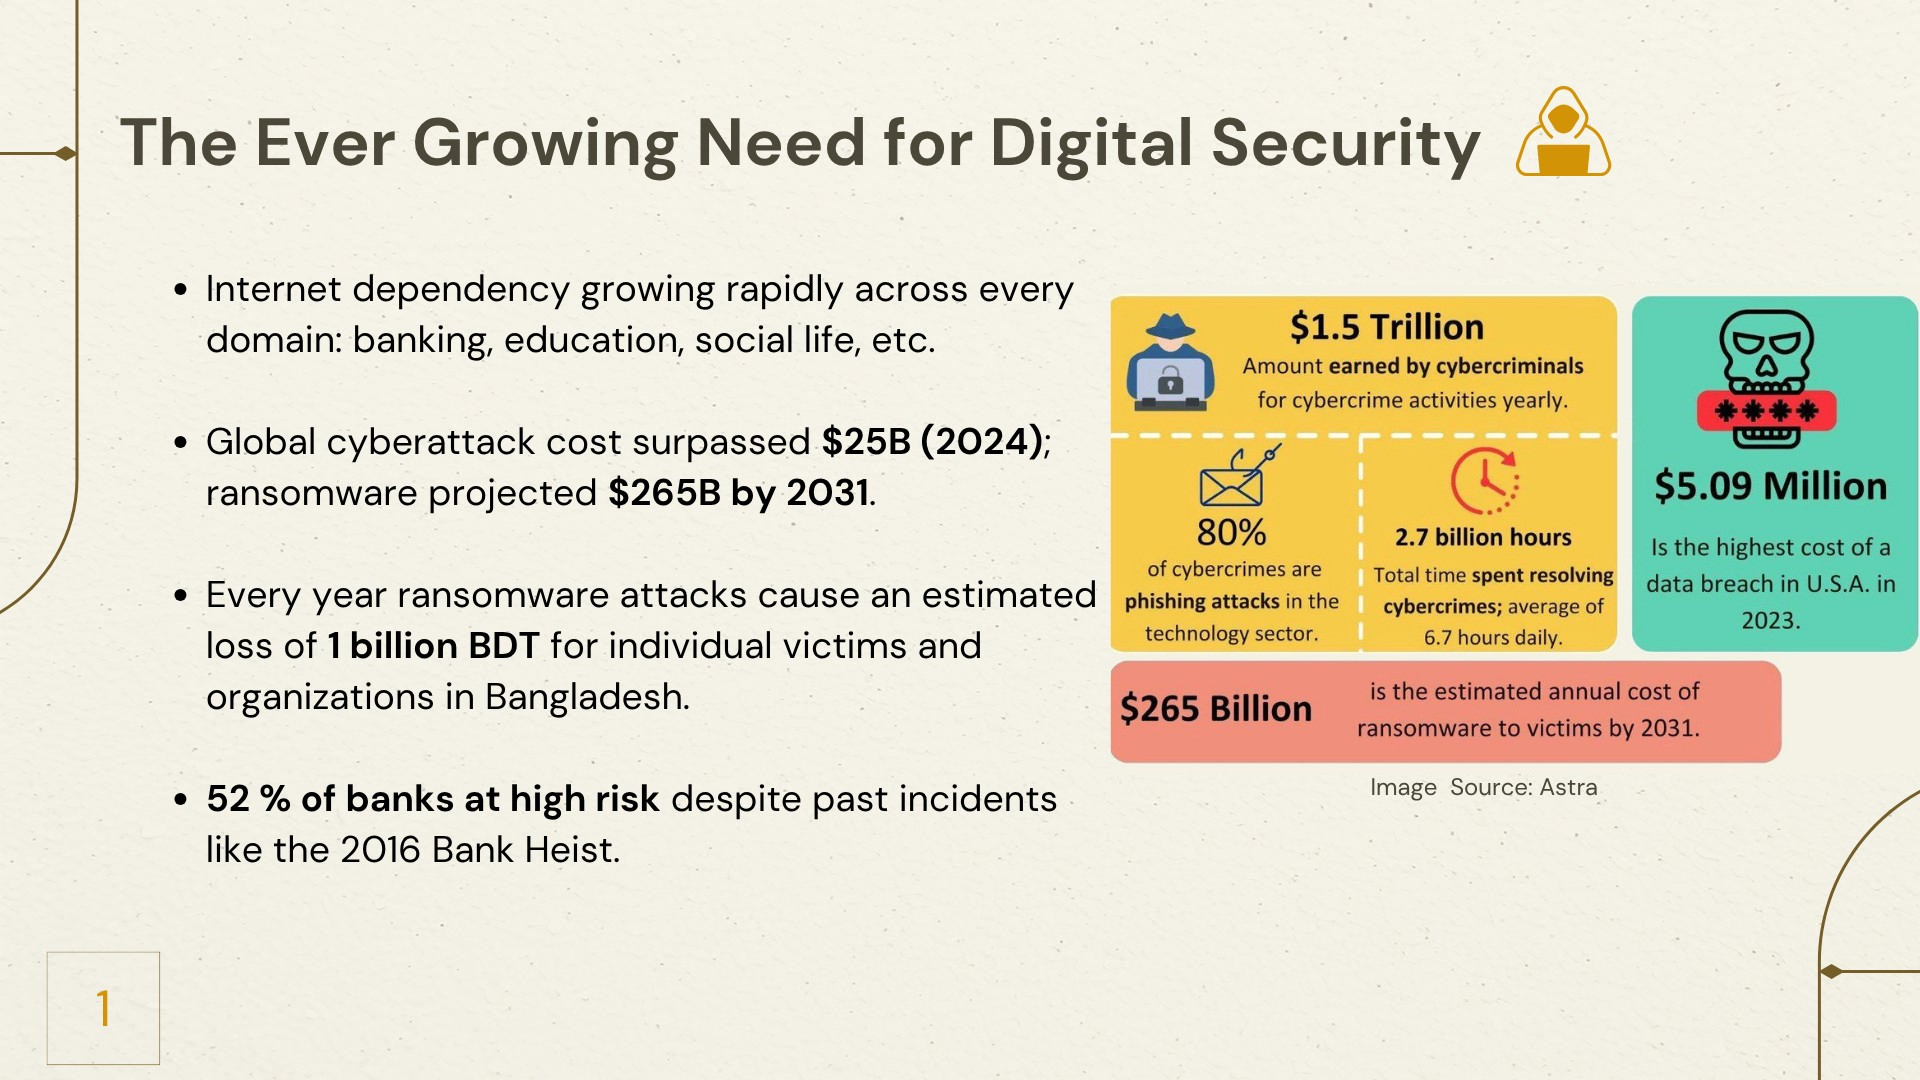 The Ever Growing Need for Digital Security
• Internet dependency growing rapidly across every
domain: banking, education, social life, etc.
• Global cyberattack cost surpassed $25B (2024);
ransomware projected $265B by 2031.
• Every year ransomware attacks cause an estimated
loss of 1 billion BDT for individual victims and
organizations in Bangladesh.
• 52 % of banks at high risk despite past incidents
like the 2016 Bank Heist.
$1.5 Trillion
Amount earned by cybercriminals
for cybercrime activities yearly.
80%
of cybercrimes are
phishing attacks in the
technology sector.
2.7 billion hours
Total time spent resolving
cybercrimes; average of
6.7 hours daily.
****
$5.09 Million
Is the highest cost of a
data breach in U.S.A. in
2023.
$265 Billion
is the estimated annual cost of
ransomware to victims by 2031.
Image Source: Astra
1